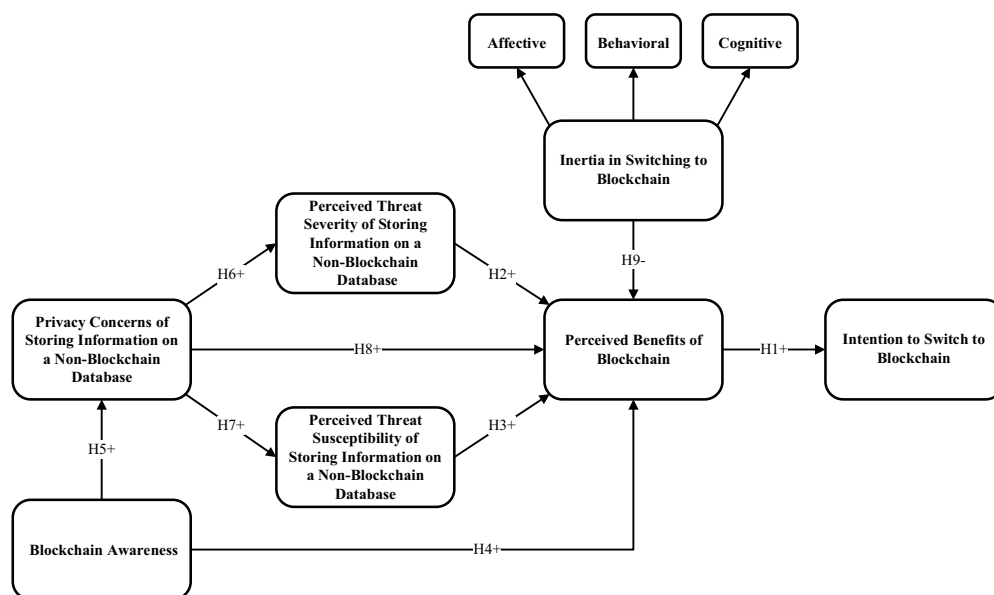 Affective
Behavioral
Cognitive
Inertia in Switching to
Blockchain
Perceived Threat
Severity of Storing
Information on a
Non-Blockchain
Database
H6+
H2+
H9-
Privacy Concerns of
Storing Information on
a Non-Blockchain
Database
H8+
Perceived Benefits of
Blockchain
H1+
Intention to Switch to
Blockchain
H7+
H3+
Perceived Threat
Susceptibility of
Storing Information on
a Non-Blockchain
Database
H5+
Blockchain Awareness
H4+